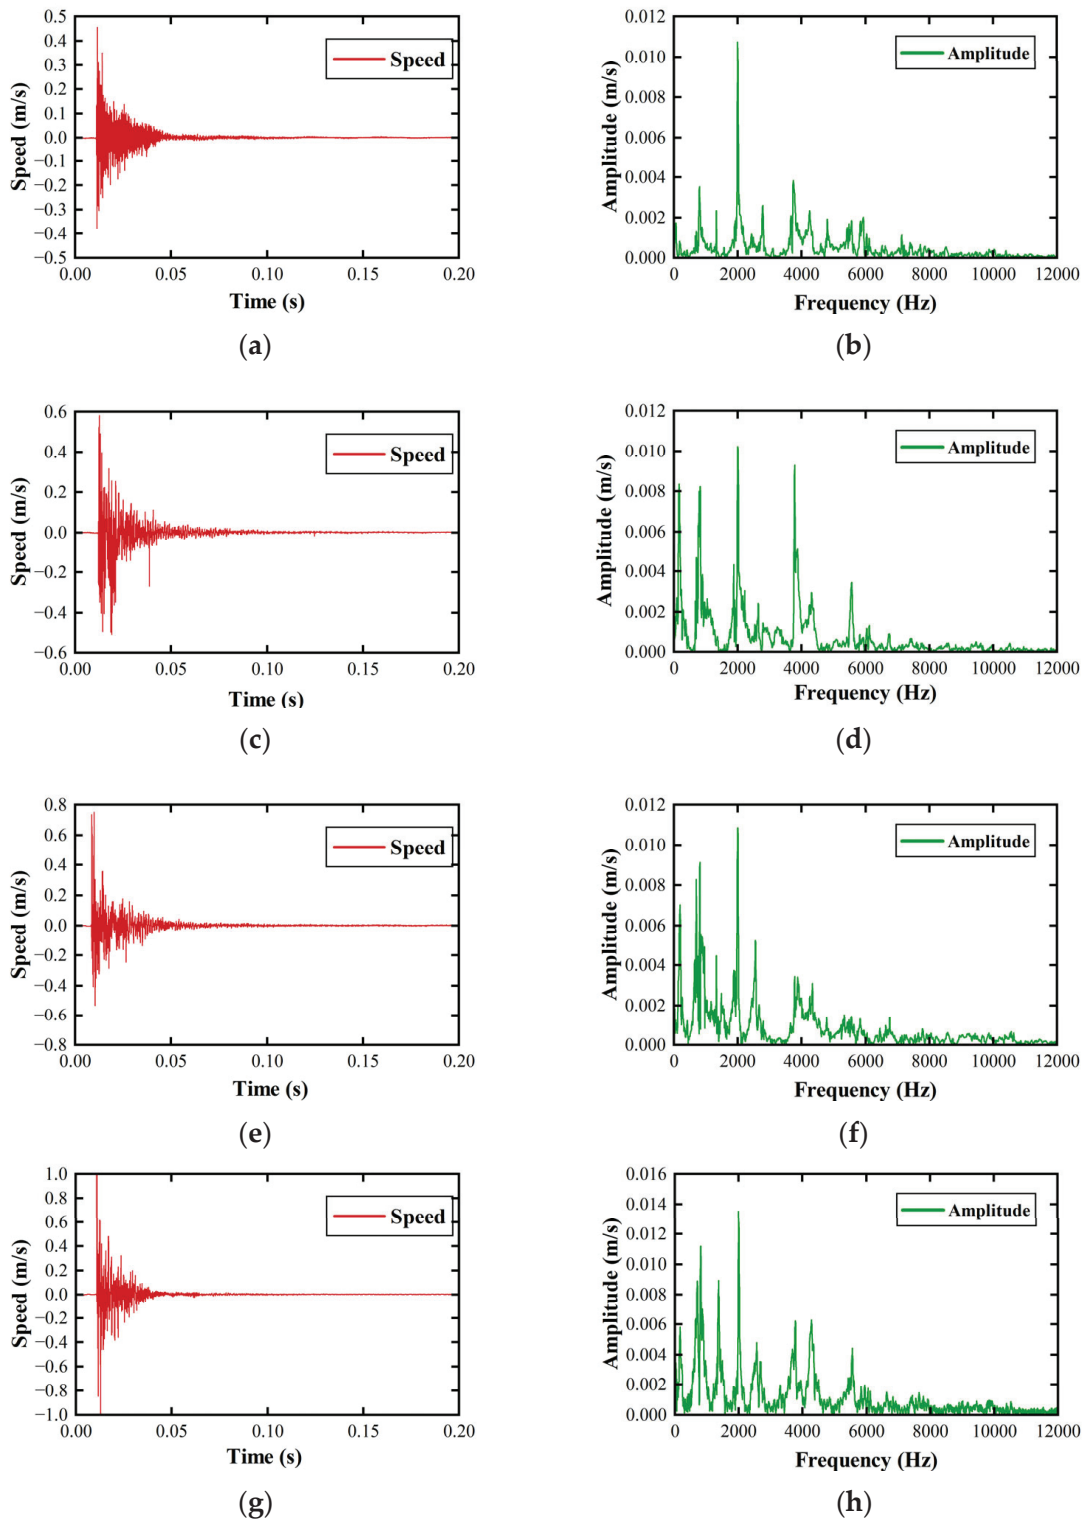 0.5
0.4
0.3
0.2
0.1
0.0
−0.1
−0.2
−0.3
−0.4
−0.5
Speed (m/s)
Speed
0.00 0.05 0.10 0.15 0.20
Time (s)
(a)
0.012
0.010
0.008
0.006
0.004
0.002
0.000
Amplitude (m/s)
Amplitude
0 2000 4000 6000 8000 10000 12000
Frequency (Hz)
(b)
0.6
0.4
0.2
0.0
−0.2
−0.4
−0.6
Speed (m/s)
Speed
0.00 0.05 0.10 0.15 0.20
Time (s)
(c)
0.012
0.010
0.008
0.006
0.004
0.002
0.000
Amplitude (m/s)
Amplitude
0 2000 4000 6000 8000 10000 12000
Frequency (Hz)
(d)
0.8
0.6
0.4
0.2
0.0
−0.2
−0.4
−0.6
−0.8
Speed (m/s)
Speed
0.00 0.05 0.10 0.15 0.20
Time (s)
(e)
0.012
0.010
0.008
0.006
0.004
0.002
0.000
Amplitude (m/s)
Amplitude
0 2000 4000 6000 8000 10000 12000
Frequency (Hz)
(f)
1.0
0.8
0.6
0.4
0.2
0.0
−0.2
−0.4
−0.6
−0.8
−1.0
Speed (m/s)
Speed
0.00 0.05 0.10 0.15 0.20
Time (s)
(g)
0.016
0.014
0.012
0.010
0.008
0.006
0.004
0.002
0.000
Amplitude (m/s)
Amplitude
0 2000 4000 6000 8000 10000 12000
Frequency (Hz)
(h)